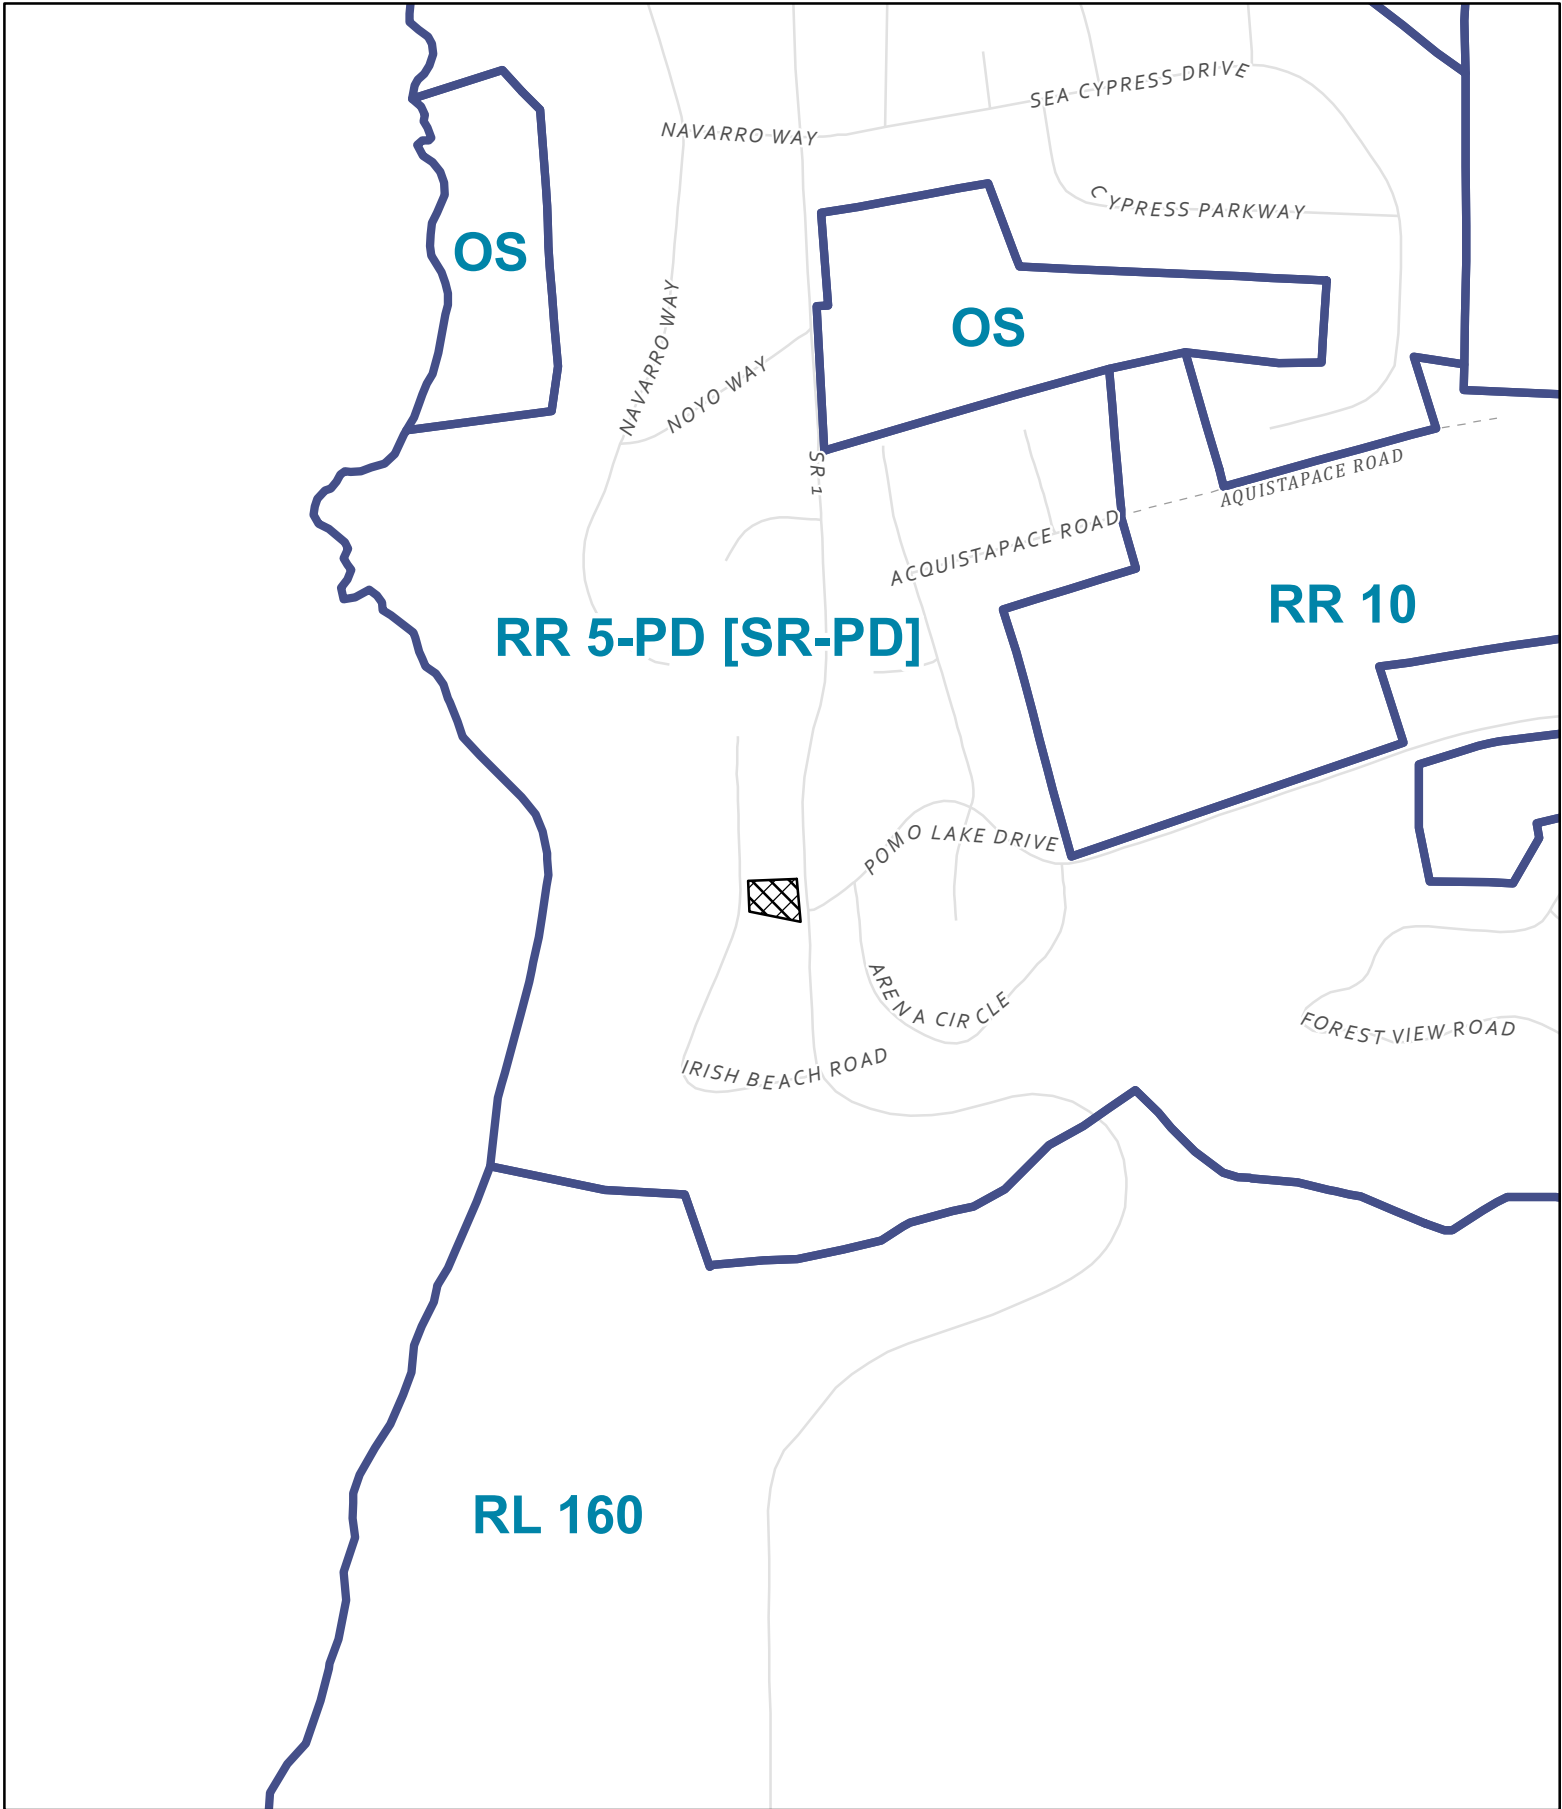 SEA CYPRESS DRIVE
NAVARRO WAY
CYPRESS PARKWAY
OS
OS
NAVARRO WAY
NOYO WAY
SR 1
AQUISTAPACE ROAD
ACQUISTAPACE ROAD
RR 10
RR 5-PD [SR-PD]
POMO LAKE DRIVE
ARENA CIRCLE
FOREST VIEW ROAD
IRISH BEACH ROAD
RL 160